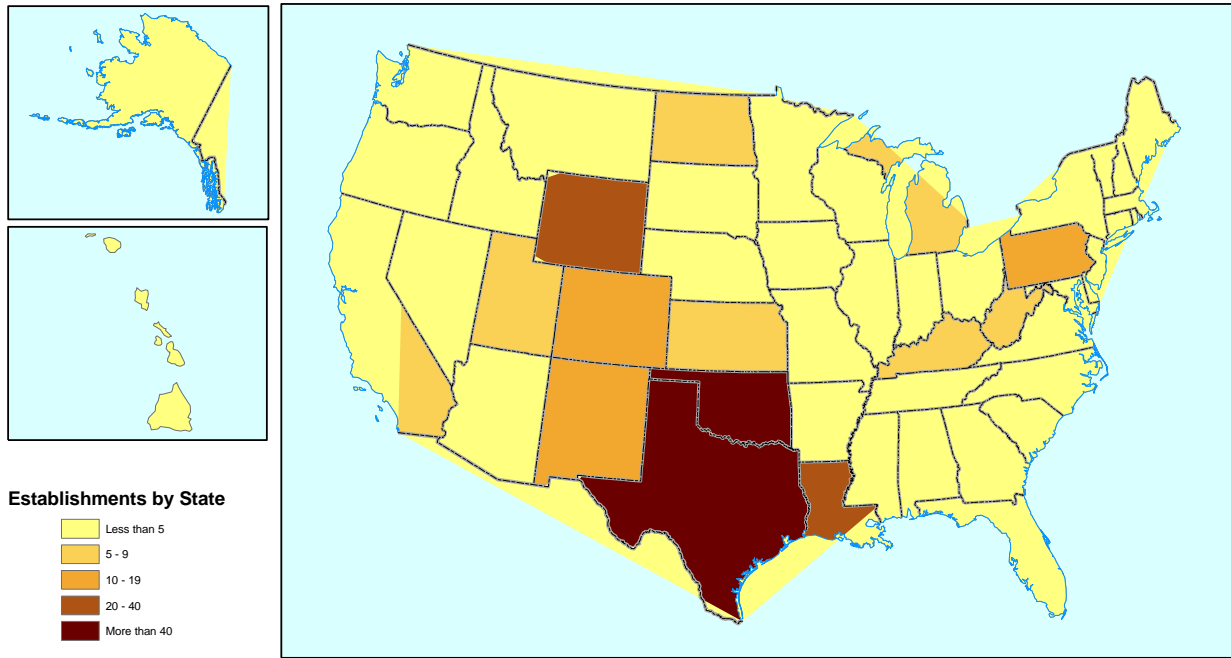 Establishments by State
Less than 5
5 - 9
10 - 19
20 - 40
More than 40